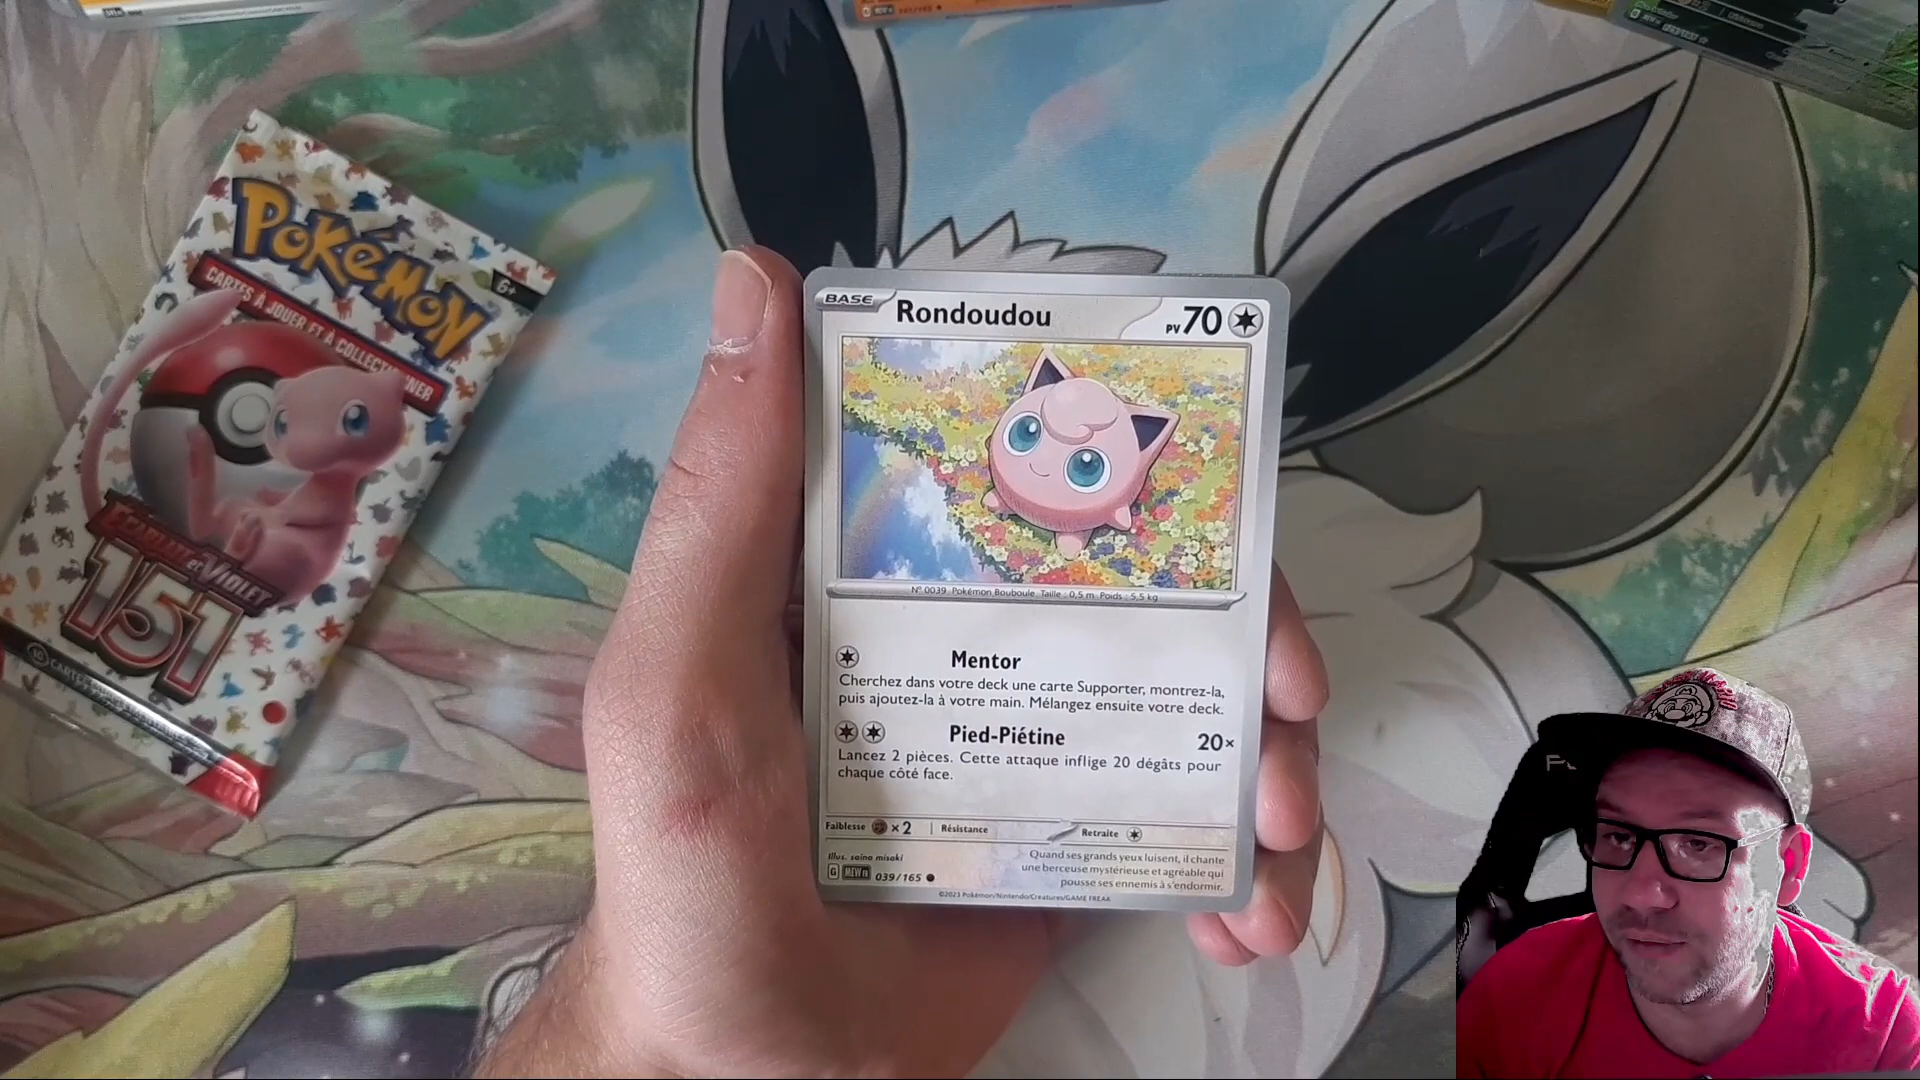 POKéMON
6+
CARTES À JOUER ET À COLLECTIONNER
ÉCARLATE
ET VIOLET
151
BASE Rondoudou PV 70
N° 0039 Pokémon Bouboule Taille : 0,5 m Poids : 5,5 kg
Mentor
Cherchez dans votre deck une carte Supporter, montrez-la,
puis ajoutez-la à votre main. Mélangez ensuite votre deck.
Pied-Piétine 20×
Lancez 2 pièces. Cette attaque inflige 20 dégâts pour
chaque côté face.
Faiblesse ×2 Résistance Retraite
Illus. saino misaki
G MEW FR 039/165
Quand ses grands yeux luisent, il chante
une berceuse mystérieuse et agréable qui
pousse ses ennemis à s'endormir.
©2023 Pokémon/Nintendo/Creatures/GAME FREAK